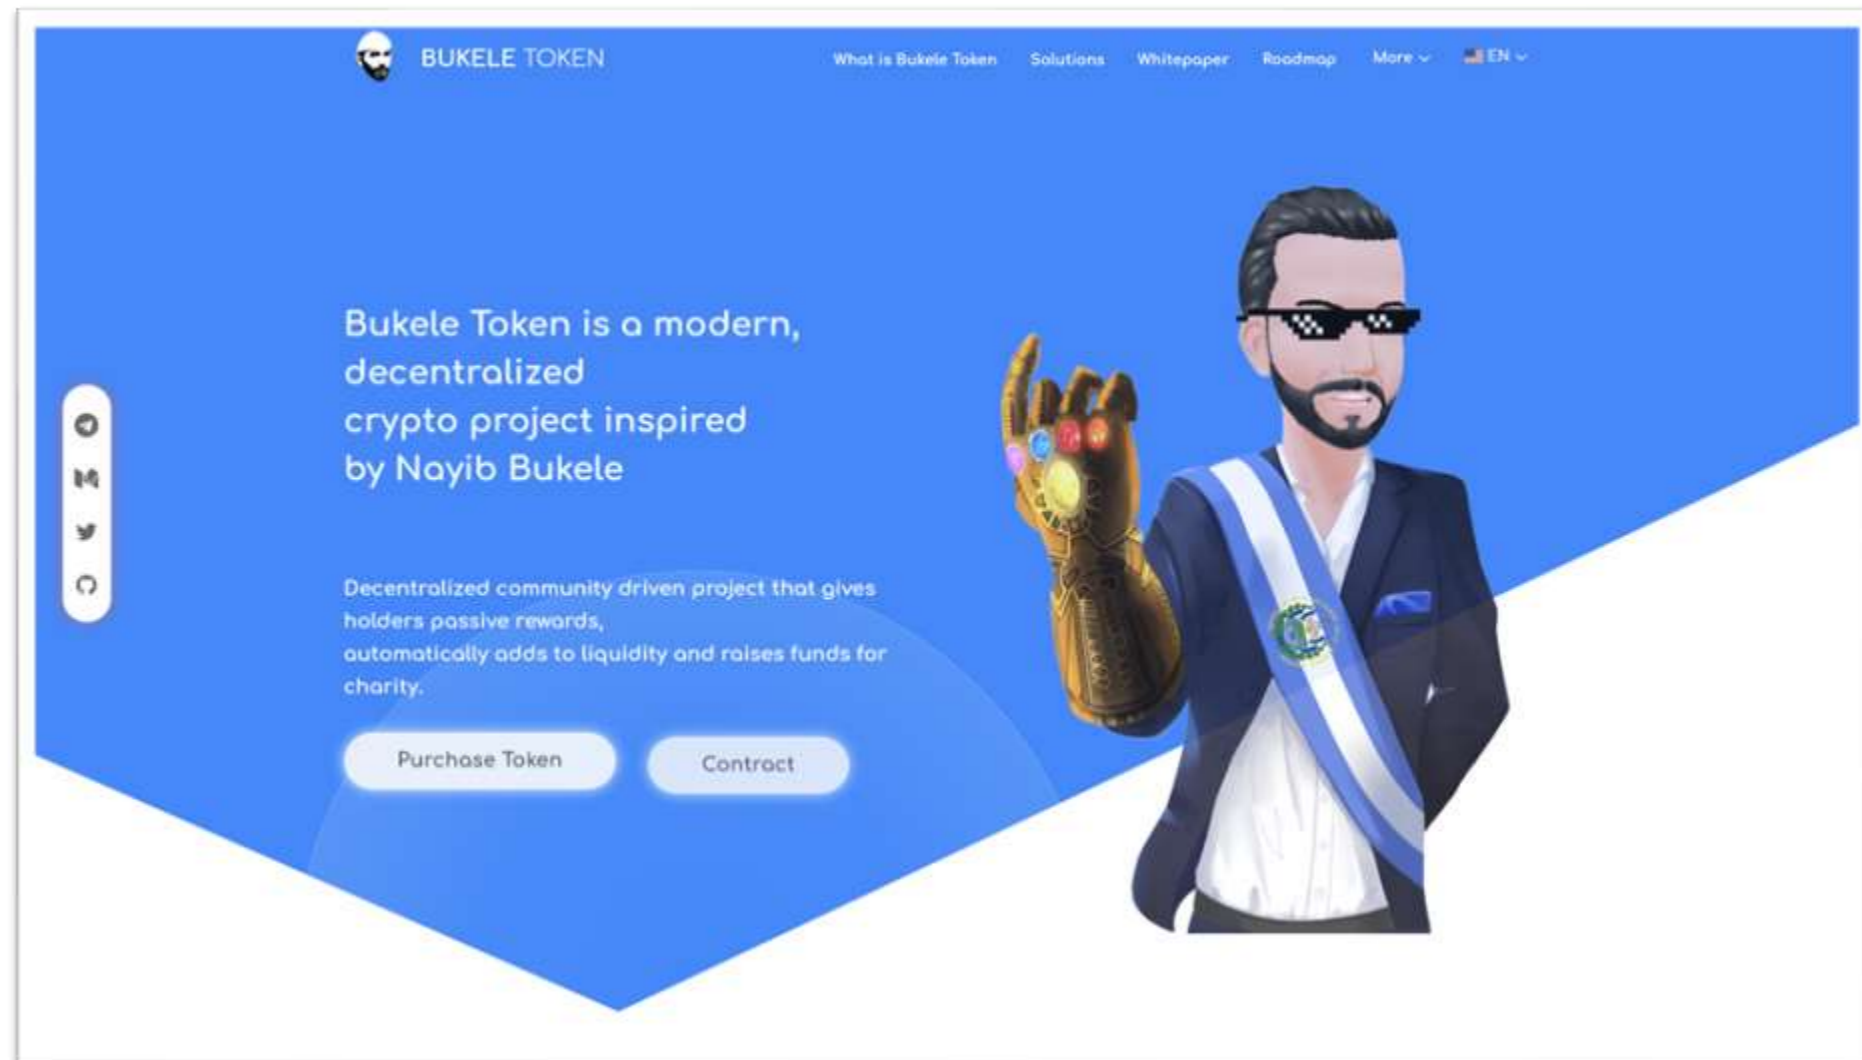 BUKELE TOKEN
What is Bukele Token
Solutions
Whitepaper
Roadmap
More
EN
Bukele Token is a modern,
decentralized
crypto project inspired
by Nayib Bukele
Decentralized community driven project that gives
holders passive rewards,
automatically adds to liquidity and raises funds for
charity.
Purchase Token
Contract